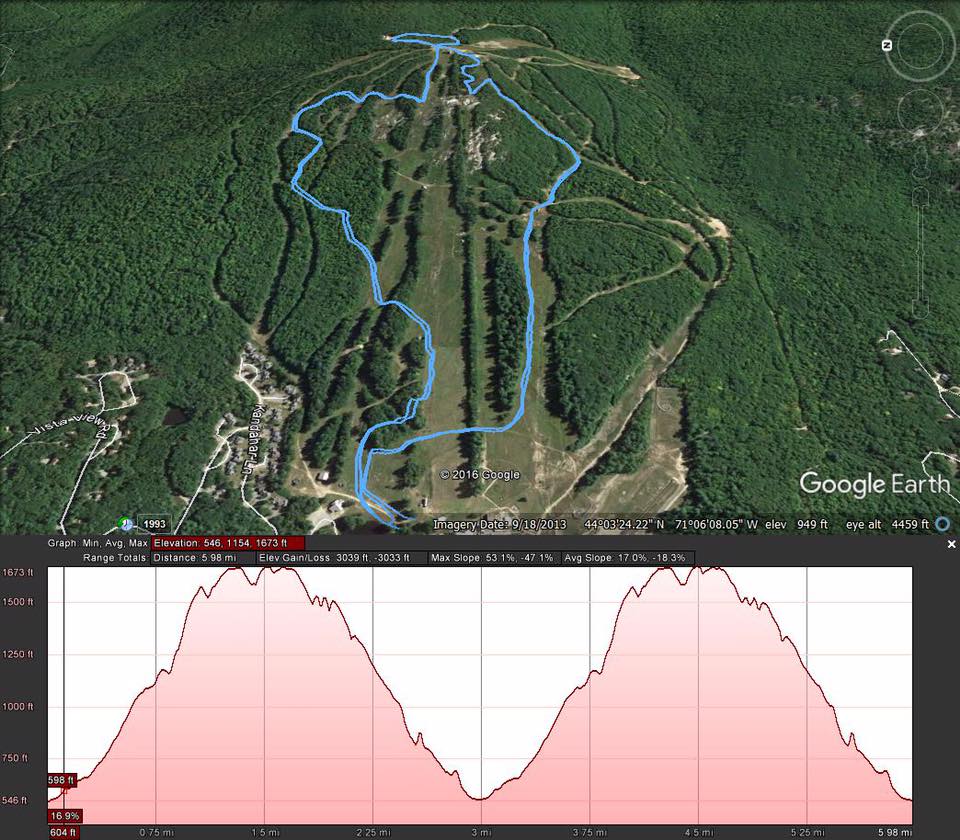 N
Vista View Rd
Kandahar Ln
© 2016 Google
Google Earth
1993
Imagery Date: 9/18/2013 44°03'24.22" N 71°06'08.05" W elev 949 ft eye alt 4459 ft
Graph: Min, Avg, Max Elevation: 546, 1154, 1673 ft
Range Totals: Distance: 5.98 mi Elev Gain/Loss: 3039 ft, -3033 ft Max Slope: 53.1%, -47.1% Avg Slope: 17.0%, -18.3%
1673 ft
1500 ft
1250 ft
1000 ft
750 ft
598 ft
546 ft
16.9%
604 ft 0.75 mi 1.5 mi 2.25 mi 3 mi 3.75 mi 4.5 mi 5.25 mi 5.98 mi